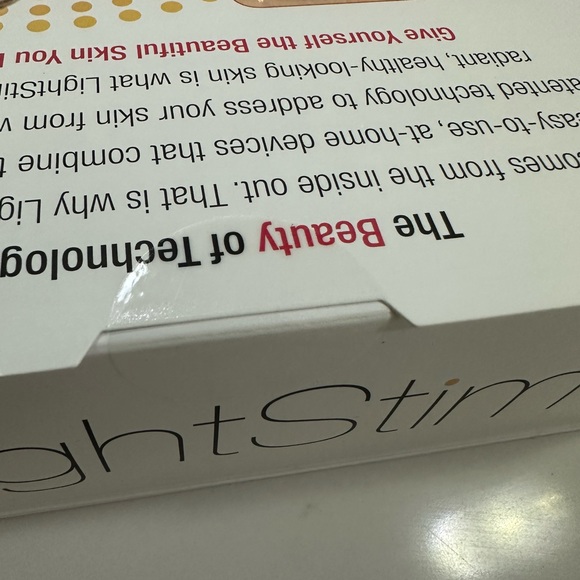 The Beauty of Technolog
omes from the inside out. That is why Lig
asy-to-use, at-home devices that combine t
atented technology to address your skin from
radiant, healthy-looking skin is what LightSti
Give Yourself the Beautiful Skin You
ghtStim